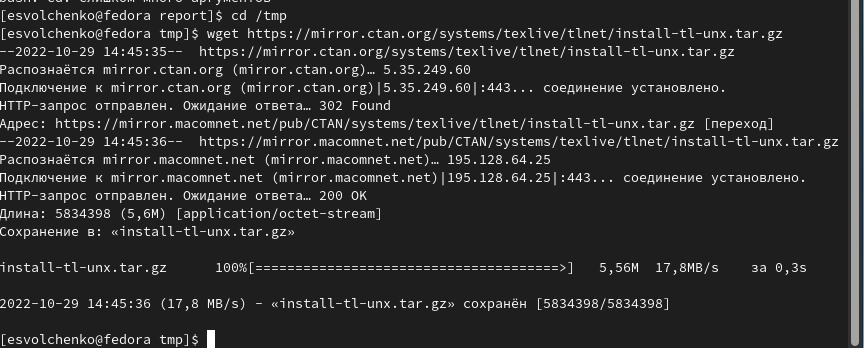 bash: cd: слишком много аргументов
[esvolchenko@fedora report]$ cd /tmp
[esvolchenko@fedora tmp]$ wget https://mirror.ctan.org/systems/texlive/tlnet/install-tl-unx.tar.gz
--2022-10-29 14:45:35--  https://mirror.ctan.org/systems/texlive/tlnet/install-tl-unx.tar.gz
Распознаётся mirror.ctan.org (mirror.ctan.org)… 5.35.249.60
Подключение к mirror.ctan.org (mirror.ctan.org)|5.35.249.60|:443... соединение установлено.
HTTP-запрос отправлен. Ожидание ответа… 302 Found
Адрес: https://mirror.macomnet.net/pub/CTAN/systems/texlive/tlnet/install-tl-unx.tar.gz [переход]
--2022-10-29 14:45:36--  https://mirror.macomnet.net/pub/CTAN/systems/texlive/tlnet/install-tl-unx.tar.gz
Распознаётся mirror.macomnet.net (mirror.macomnet.net)… 195.128.64.25
Подключение к mirror.macomnet.net (mirror.macomnet.net)|195.128.64.25|:443... соединение установлено.
HTTP-запрос отправлен. Ожидание ответа… 200 OK
Длина: 5834398 (5,6M) [application/octet-stream]
Сохранение в: «install-tl-unx.tar.gz»
install-tl-unx.tar.gz      100%[======================================>]   5,56M  17,8MB/s    за 0,3s
2022-10-29 14:45:36 (17,8 MB/s) - «install-tl-unx.tar.gz» сохранён [5834398/5834398]
[esvolchenko@fedora tmp]$